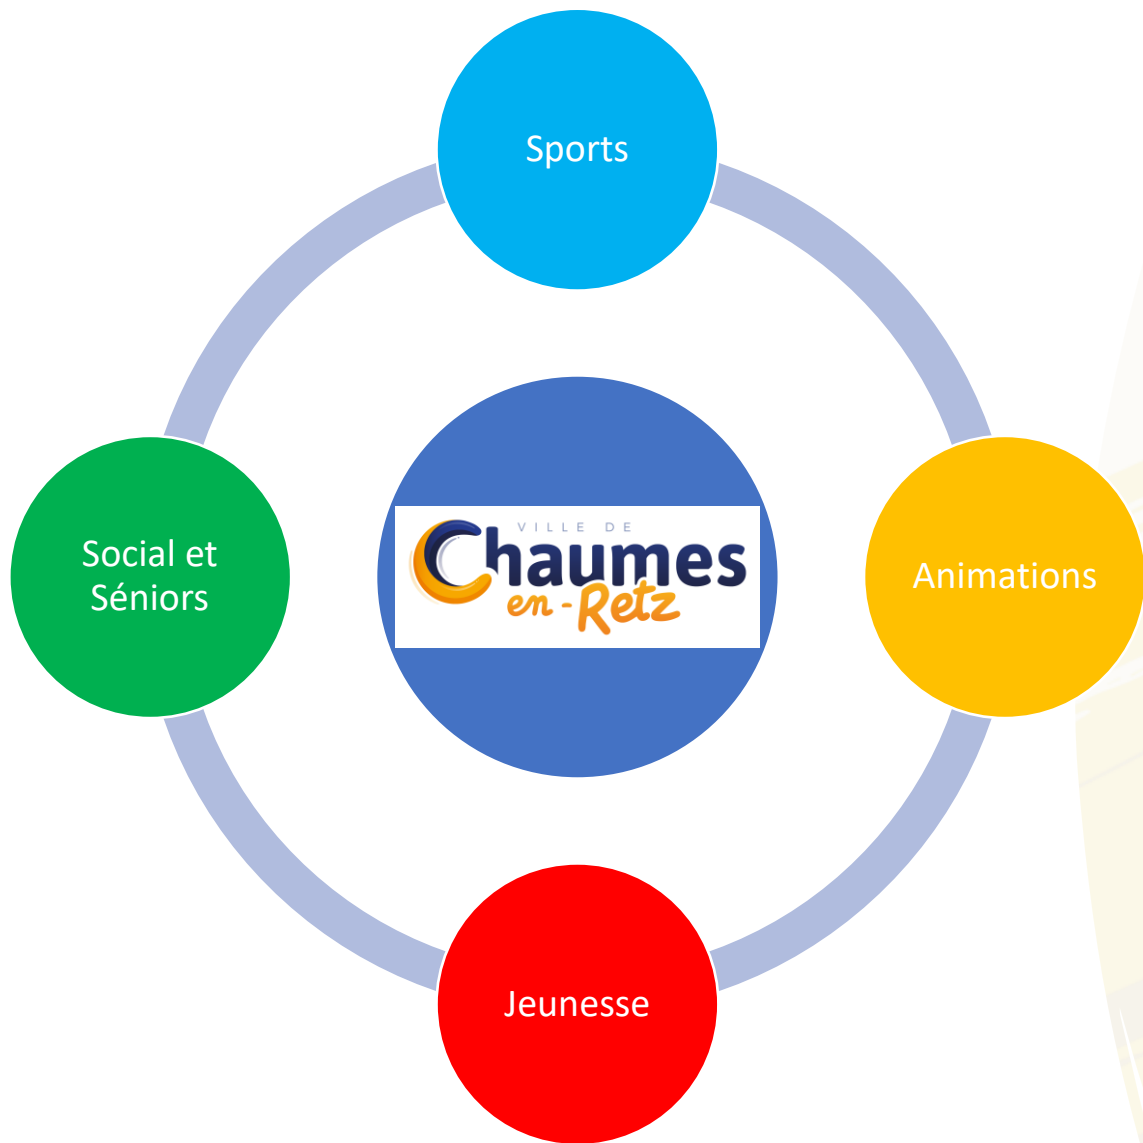 Sports
Social et
Séniors
VILLE DE
Chaumes
en-Retz
Animations
Jeunesse